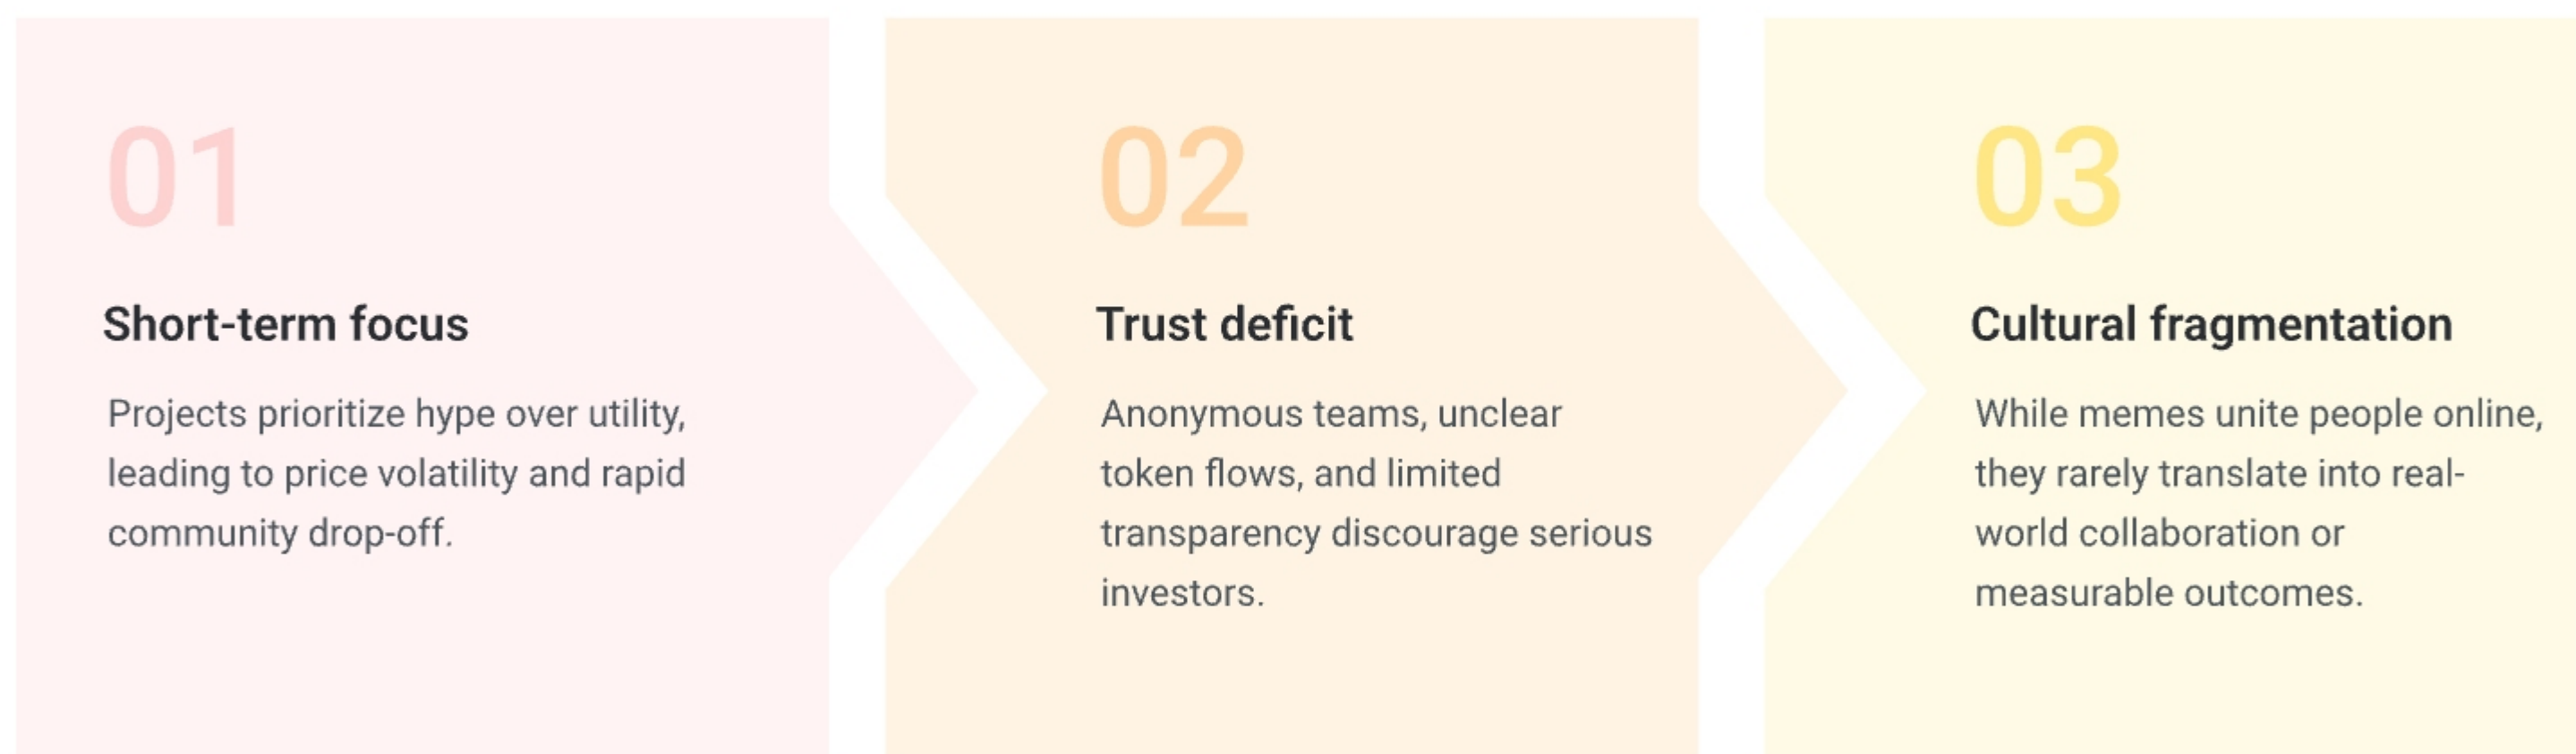 01
Short-term focus
Projects prioritize hype over utility,
leading to price volatility and rapid
community drop-off.
02
Trust deficit
Anonymous teams, unclear
token flows, and limited
transparency discourage serious
investors.
03
Cultural fragmentation
While memes unite people online,
they rarely translate into real-
world collaboration or
measurable outcomes.